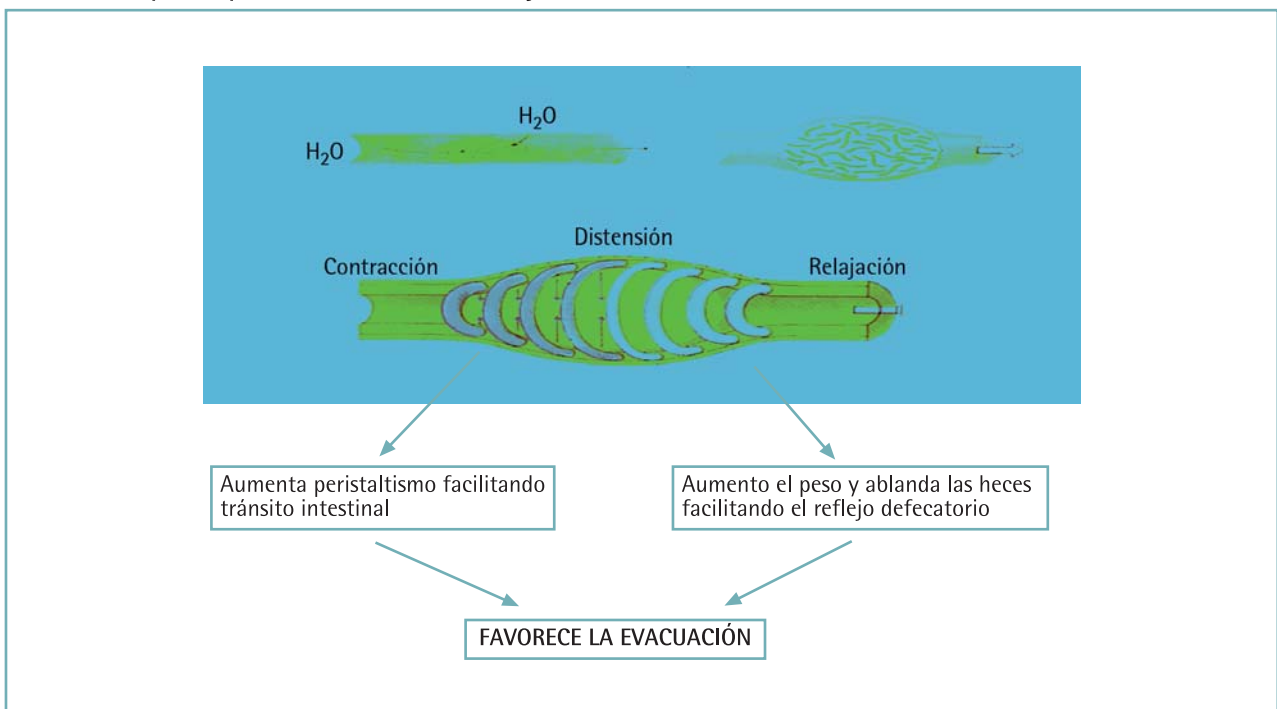 H₂O
H₂O
Distensión
Contracción
Relajación
Aumenta peristaltismo facilitando
tránsito intestinal
Aumento el peso y ablanda las heces
facilitando el reflejo defecatorio
FAVORECE LA EVACUACIÓN